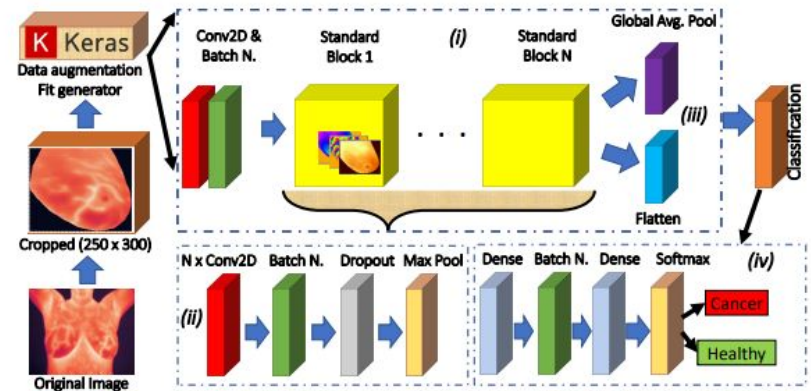 K Keras
Data augmentation
Fit generator
Cropped (250 x 300)
Original Image
Conv2D &
Batch N.
Standard
Block 1
(i)
Standard
Block N
Global Avg. Pool
. . .
(iii)
Flatten
Classification
(ii)
N x Conv2D
Batch N.
Dropout
Max Pool
Dense
Batch N.
Dense
Softmax
(iv)
Cancer
Healthy